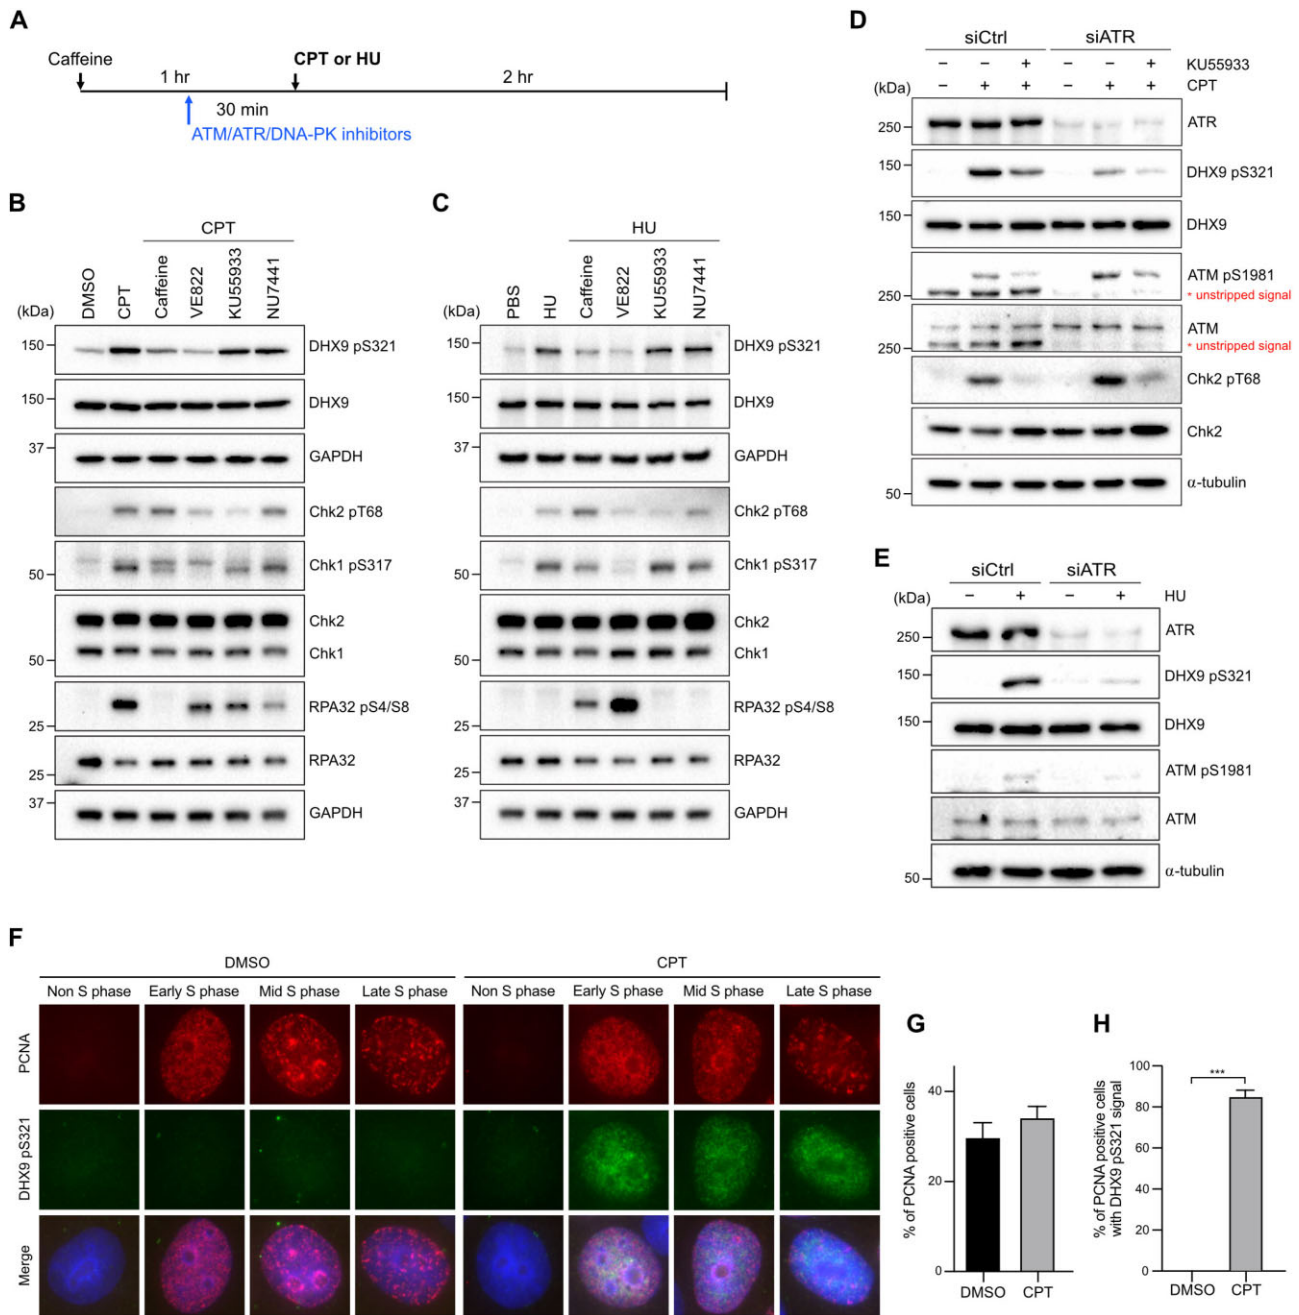 A
Caffeine
CPT or HU
1 hr
2 hr
30 min
ATM/ATR/DNA-PK inhibitors
B
CPT
(kDa)
DMSO
CPT
Caffeine
VE822
KU55933
NU7441
150
DHX9 pS321
150
DHX9
37
GAPDH
Chk2 pT68
50
Chk1 pS317
Chk2
50
Chk1
25
RPA32 pS4/S8
25
RPA32
37
GAPDH
C
HU
(kDa)
PBS
HU
Caffeine
VE822
KU55933
NU7441
150
DHX9 pS321
150
DHX9
37
GAPDH
Chk2 pT68
50
Chk1 pS317
Chk2
50
Chk1
25
RPA32 pS4/S8
25
RPA32
37
GAPDH
D
siCtrl siATR
− − + − − + KU55933
(kDa) − + + − + + CPT
250
ATR
150
DHX9 pS321
150
DHX9
ATM pS1981
250
* unstripped signal
ATM
250
* unstripped signal
Chk2 pT68
Chk2
50
α-tubulin
E
siCtrl siATR
(kDa) − + − + HU
250
ATR
150
DHX9 pS321
150
DHX9
ATM pS1981
ATM
50
α-tubulin
F
DMSO CPT
Non S phase Early S phase Mid S phase Late S phase Non S phase Early S phase Mid S phase Late S phase
PCNA
DHX9 pS321
Merge
G
% of PCNA positive cells
40
20
0
DMSO CPT
H
% of PCNA positive cells
with DHX9 pS321 signal
100
80
60
40
20
0
***
DMSO CPT